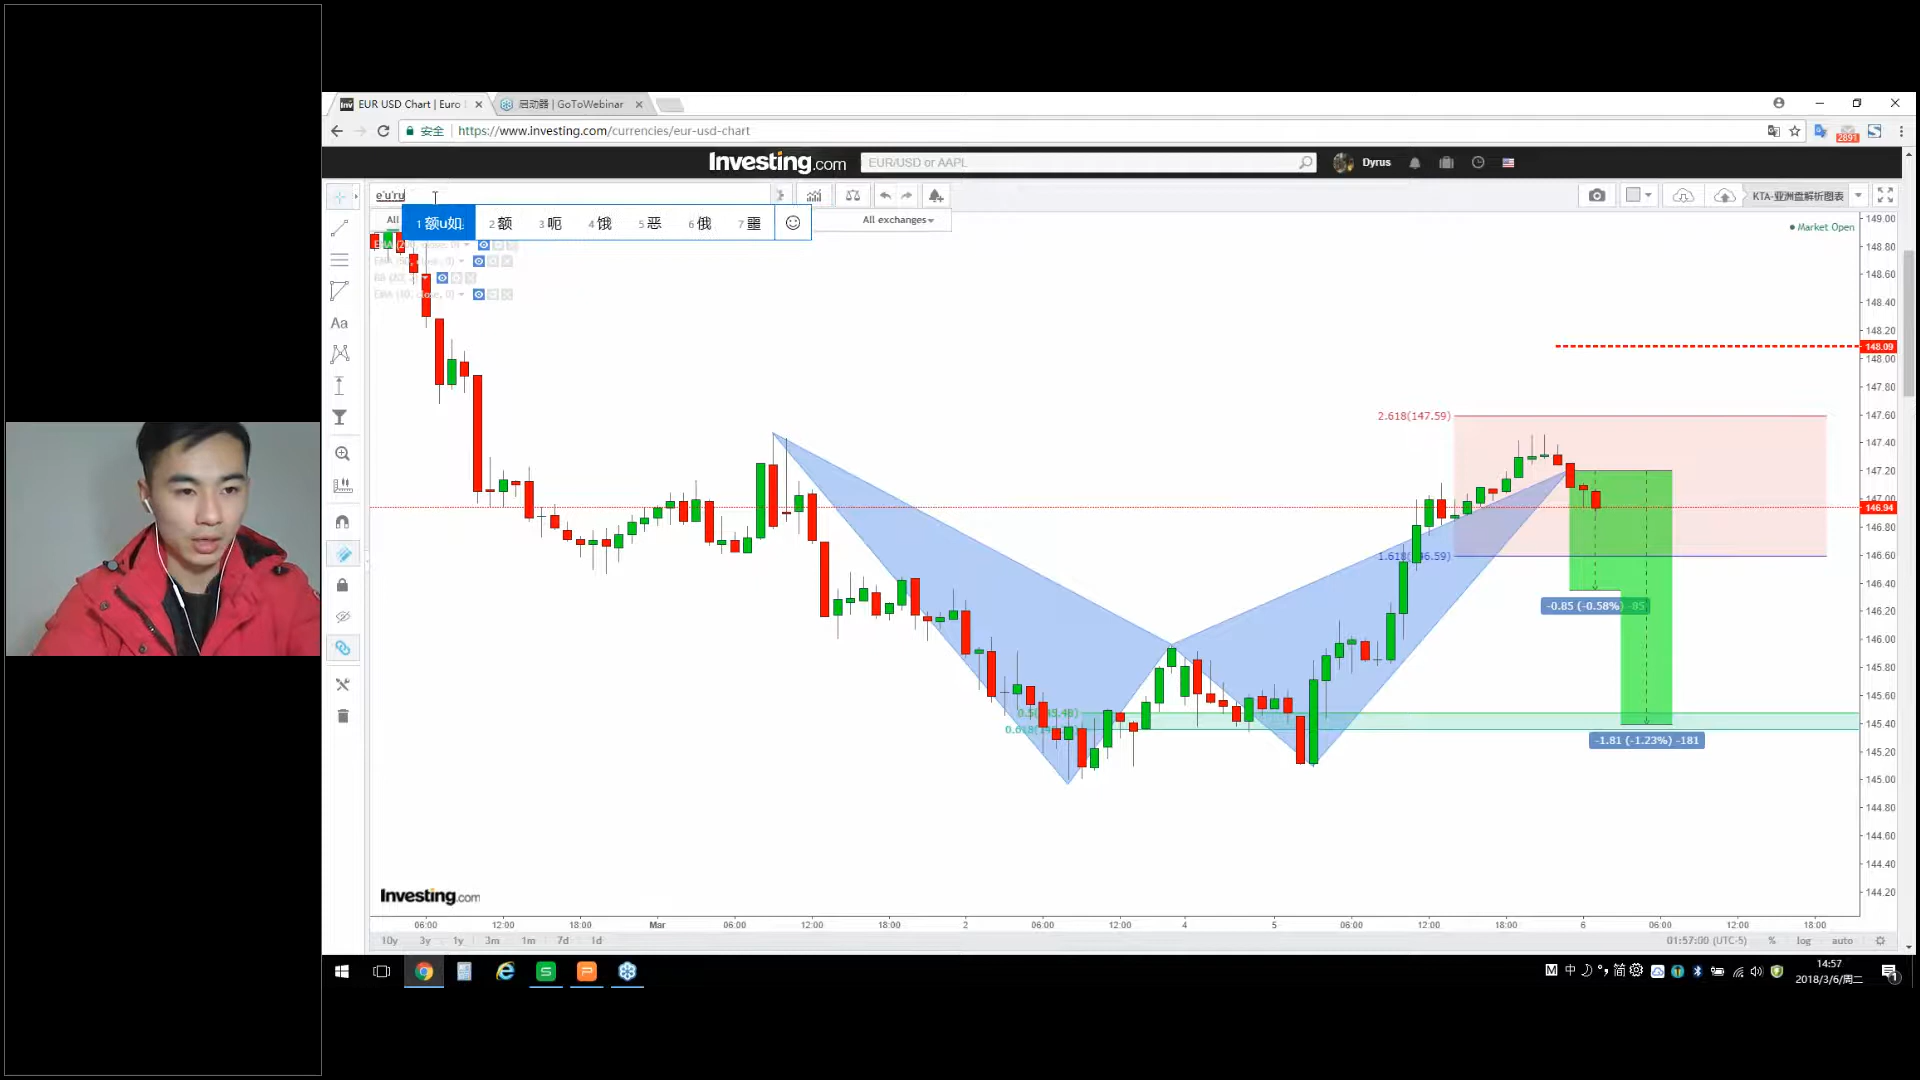 EUR USD Chart | Euro
启动器 | GoToWebinar
安全 https://www.investing.com/currencies/eur-usd-chart
2891
Investing.com EUR/USD or AAPL Dyrus
e'u'ru KTA-亚洲盘解析图表
All 1 额u如 2 额 3 呃 4 饿 5 恶 6 俄 7 噩 All exchanges
Market Open
149.00
148.80
148.60
148.40
148.20
148.09
148.00
147.80
2.618(147.59) 147.60
147.40
147.20
147.00
146.94
146.80
146.60
146.40
-0.85 (-0.58%) -85
146.20
146.00
145.80
145.60
145.40
-1.81 (-1.23%) -181
145.20
145.00
144.80
144.60
144.40
144.20
Aa
Investing.com
06:00 12:00 18:00 Mar 06:00 12:00 18:00 2 06:00 12:00 4 5 06:00 12:00 18:00 6 06:00 12:00 18:00
10y 3y 1y 3m 1m 7d 1d 01:57:00 (UTC-5) % log auto
M 中 简 14:57
2018/3/6/周二
1